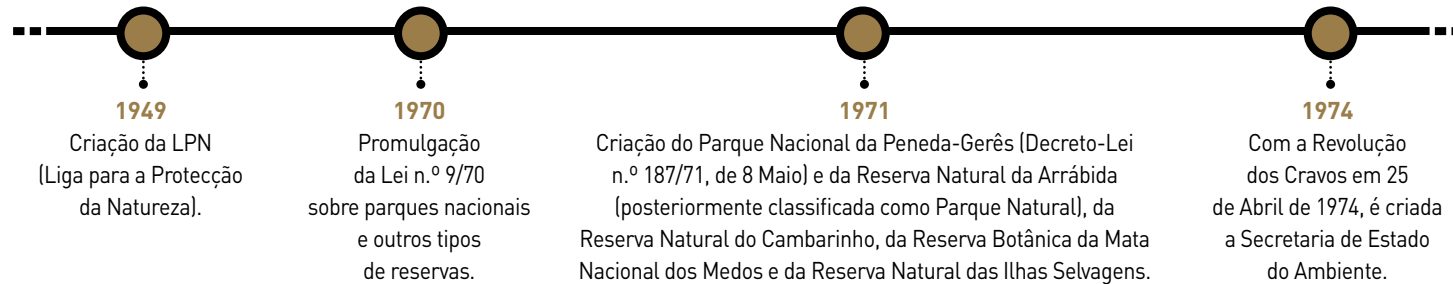 1949
Criação da LPN
(Liga para a Protecção
da Natureza).
1970
Promulgação
da Lei n.º 9/70
sobre parques nacionais
e outros tipos
de reservas.
1971
Criação do Parque Nacional da Peneda-Gerês (Decreto-Lei
n.º 187/71, de 8 Maio) e da Reserva Natural da Arrábida
(posteriormente classificada como Parque Natural), da
Reserva Natural do Cambarinho, da Reserva Botânica da Mata
Nacional dos Medos e da Reserva Natural das Ilhas Selvagens.
1974
Com a Revolução
dos Cravos em 25
de Abril de 1974, é criada
a Secretaria de Estado
do Ambiente.